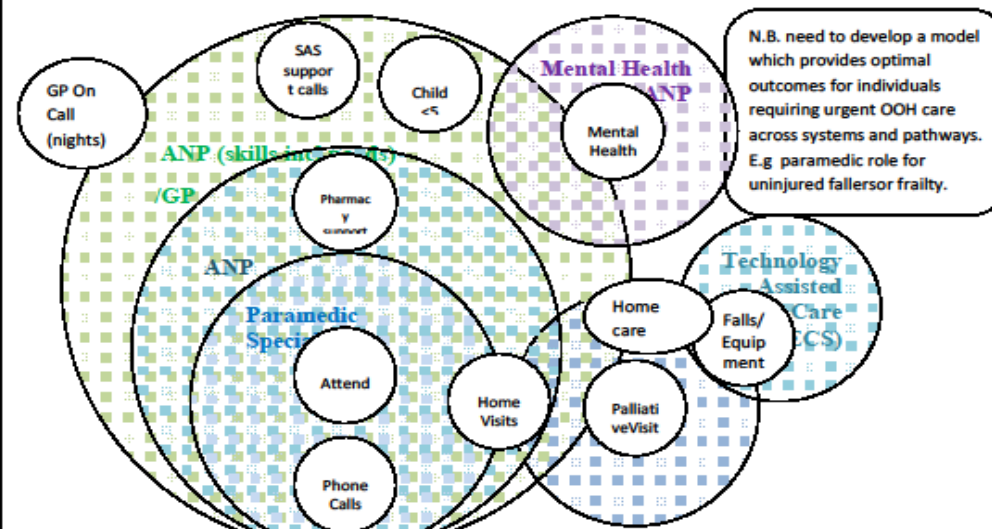 SAS
suppor
t calls
Child
<5
GP On
Call
(nights)
ANP (skills
/GP
Mental Health
ANP
Mental
Health
N.B. need to develop a model
which provides optimal
outcomes for individuals
requiring urgent OOH care
across systems and pathways.
E.g paramedic role for
uninjured fallersor frailty.
Pharmac
y
support
ANP
Paramedic
Attend
Home
Visits
Phone
Calls
Technology
Assisted
Care
CCS)
Home
care
Falls/
Equip
ment
Palliati
veVisit